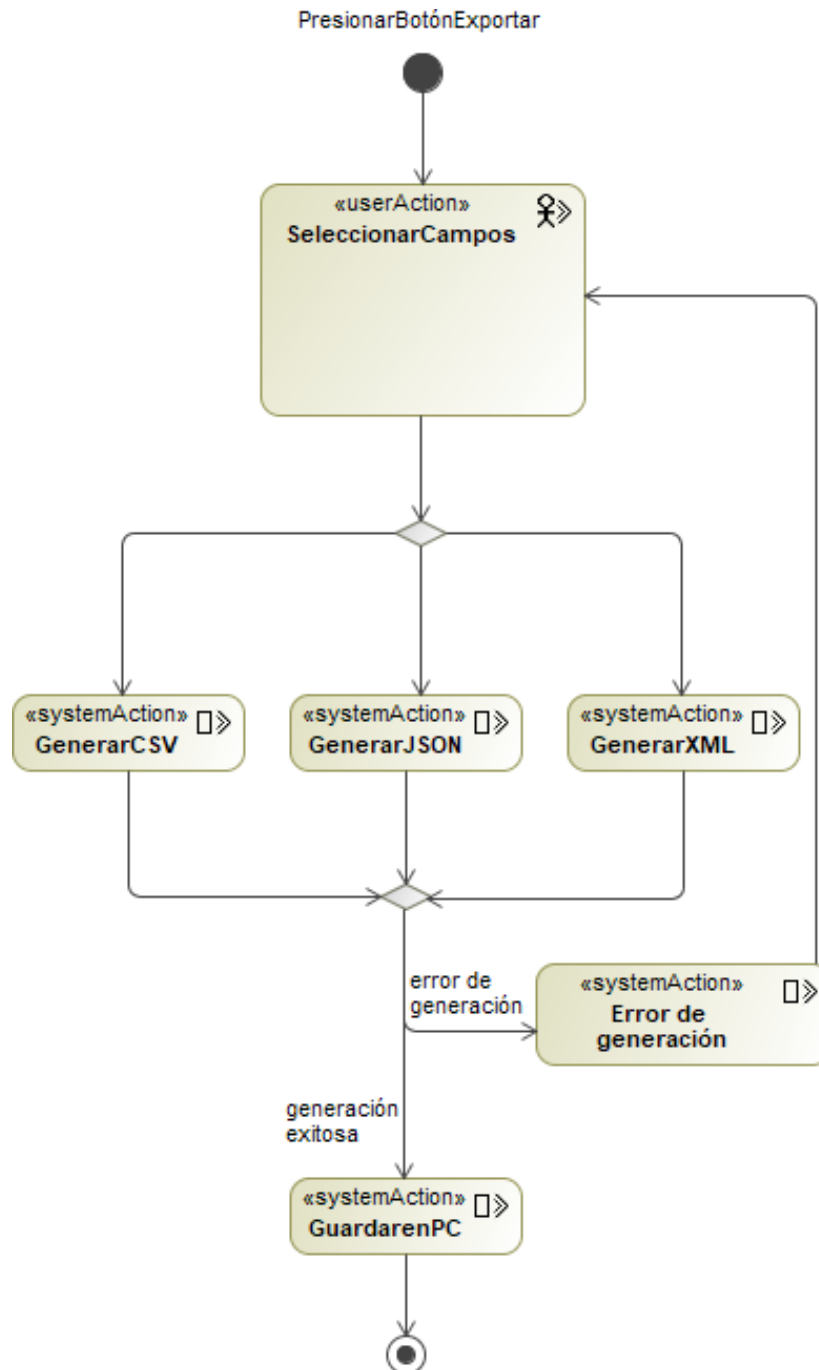 PresionarBotónExportar
«userAction»
SeleccionarCampos
«systemAction»
GenerarCSV
«systemAction»
GenerarJSON
«systemAction»
GenerarXML
error de
generación
«systemAction»
Error de
generación
generación
exitosa
«systemAction»
GuardarenPC